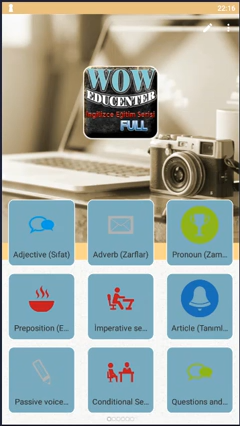 22:16
WOW
EDUCENTER
İngilizce Eğitim Serisi
FULL
Adjective (Sıfat)
Adverb (Zarflar)
Pronoun (Zam...
Preposition (E...
İmperative se...
Article (Tanıml...
Passive voice...
Conditional Se...
Questions and...